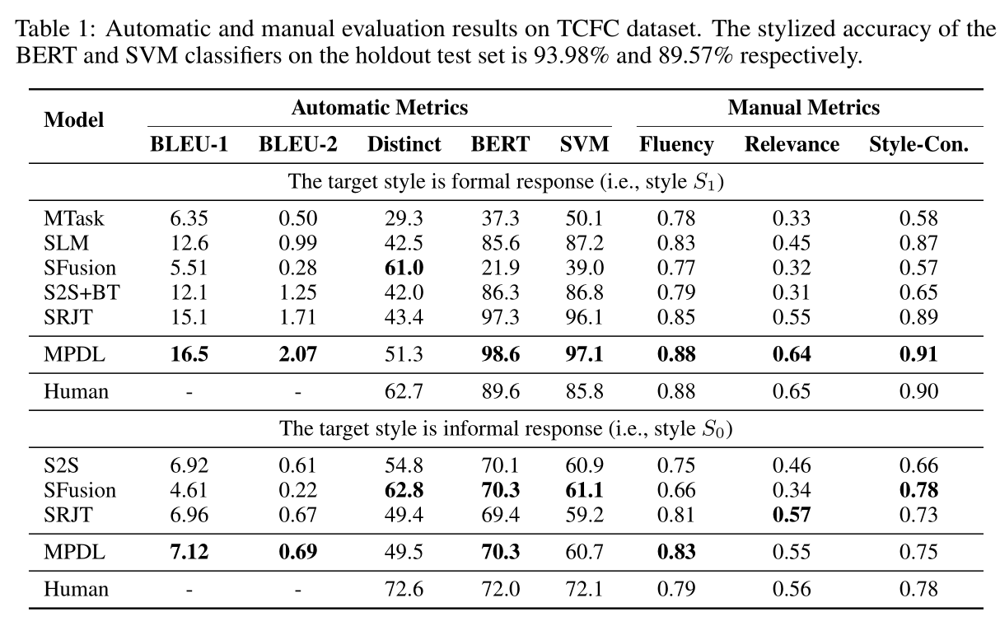 Table 1: Automatic and manual evaluation results on TCFC dataset. The stylized accuracy of the
BERT and SVM classifiers on the holdout test set is 93.98% and 89.57% respectively.
Model Automatic Metrics Manual Metrics
BLEU-1 BLEU-2 Distinct BERT SVM Fluency Relevance Style-Con.
The target style is formal response (i.e., style S₁)
MTask 6.35 0.50 29.3 37.3 50.1 0.78 0.33 0.58
SLM 12.6 0.99 42.5 85.6 87.2 0.83 0.45 0.87
SFusion 5.51 0.28 61.0 21.9 39.0 0.77 0.32 0.57
S2S+BT 12.1 1.25 42.0 86.3 86.8 0.79 0.31 0.65
SRJT 15.1 1.71 43.4 97.3 96.1 0.85 0.55 0.89
MPDL 16.5 2.07 51.3 98.6 97.1 0.88 0.64 0.91
Human - - 62.7 89.6 85.8 0.88 0.65 0.90
The target style is informal response (i.e., style S₀)
S2S 6.92 0.61 54.8 70.1 60.9 0.75 0.46 0.66
SFusion 4.61 0.22 62.8 70.3 61.1 0.66 0.34 0.78
SRJT 6.96 0.67 49.4 69.4 59.2 0.81 0.57 0.73
MPDL 7.12 0.69 49.5 70.3 60.7 0.83 0.55 0.75
Human - - 72.6 72.0 72.1 0.79 0.56 0.78